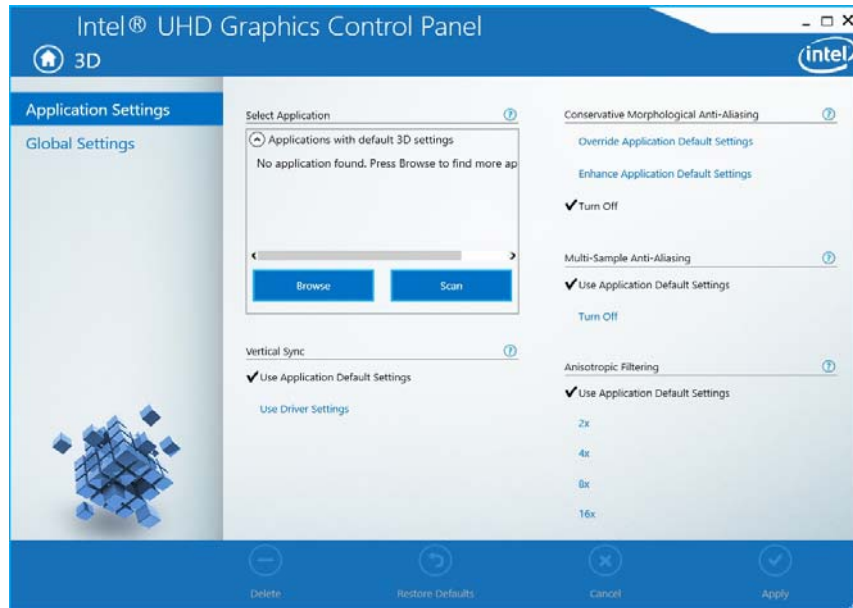 Intel® UHD Graphics Control Panel
3D
intel
Application Settings
Global Settings
Select Application
Applications with default 3D settings
No application found. Press Browse to find more ap
Browse
Scan
Vertical Sync
Use Application Default Settings
Use Driver Settings
Conservative Morphological Anti-Aliasing
Override Application Default Settings
Enhance Application Default Settings
Turn Off
Multi-Sample Anti-Aliasing
Use Application Default Settings
Turn Off
Anisotropic Filtering
Use Application Default Settings
2x
4x
8x
16x
Delete
Restore Defaults
Cancel
Apply